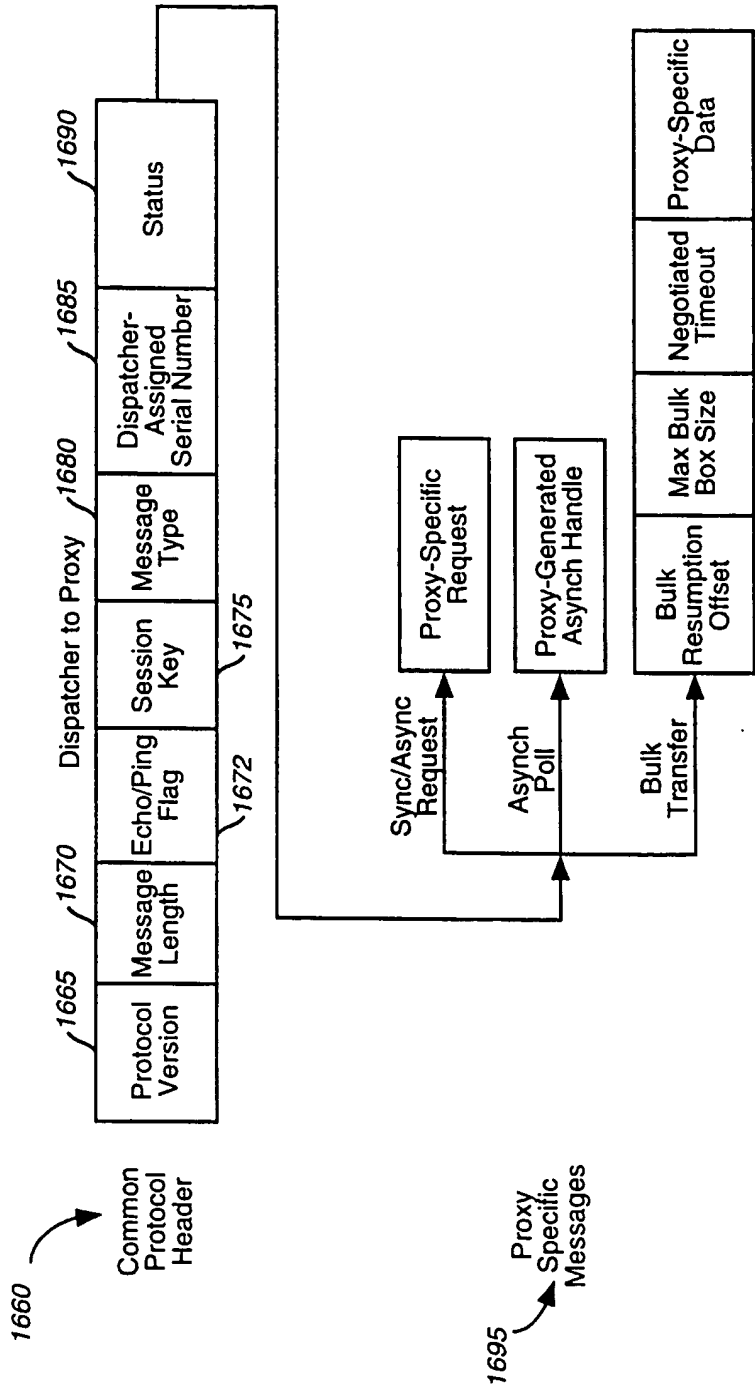 Dispatcher to Proxy
1660
Common
Protocol
Header
1665
1670
1680
1685
1690
Protocol
Version
Message
Length
Echo/Ping
Flag
Session
Key
Message
Type
Dispatcher-
Assigned
Serial Number
Status
1672
1675
1695
Proxy
Specific
Messages
Sync/Async
Request
Proxy-Specific
Request
Asynch
Poll
Proxy-Generated
Asynch Handle
Bulk
Transfer
Bulk
Resumption
Offset
Max Bulk
Box Size
Negotiated
Timeout
Proxy-Specific
Data